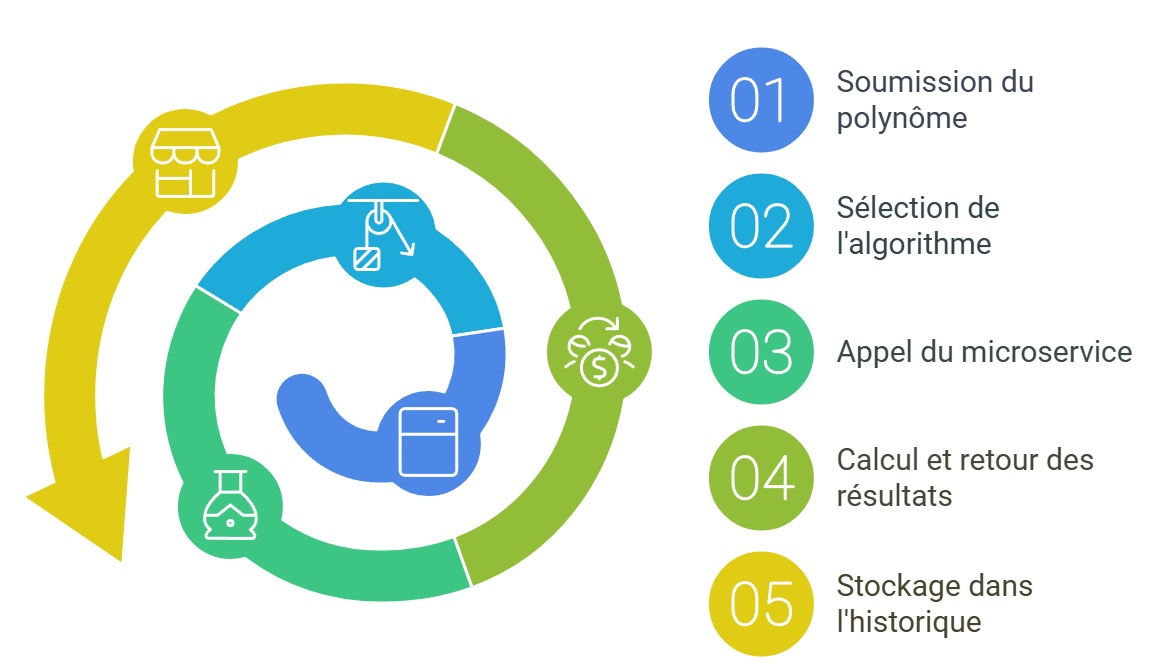 01
Soumission du
polynôme
02
Sélection de
l'algorithme
03
Appel du microservice
$
04
Calcul et retour des
résultats
05
Stockage dans
l'historique